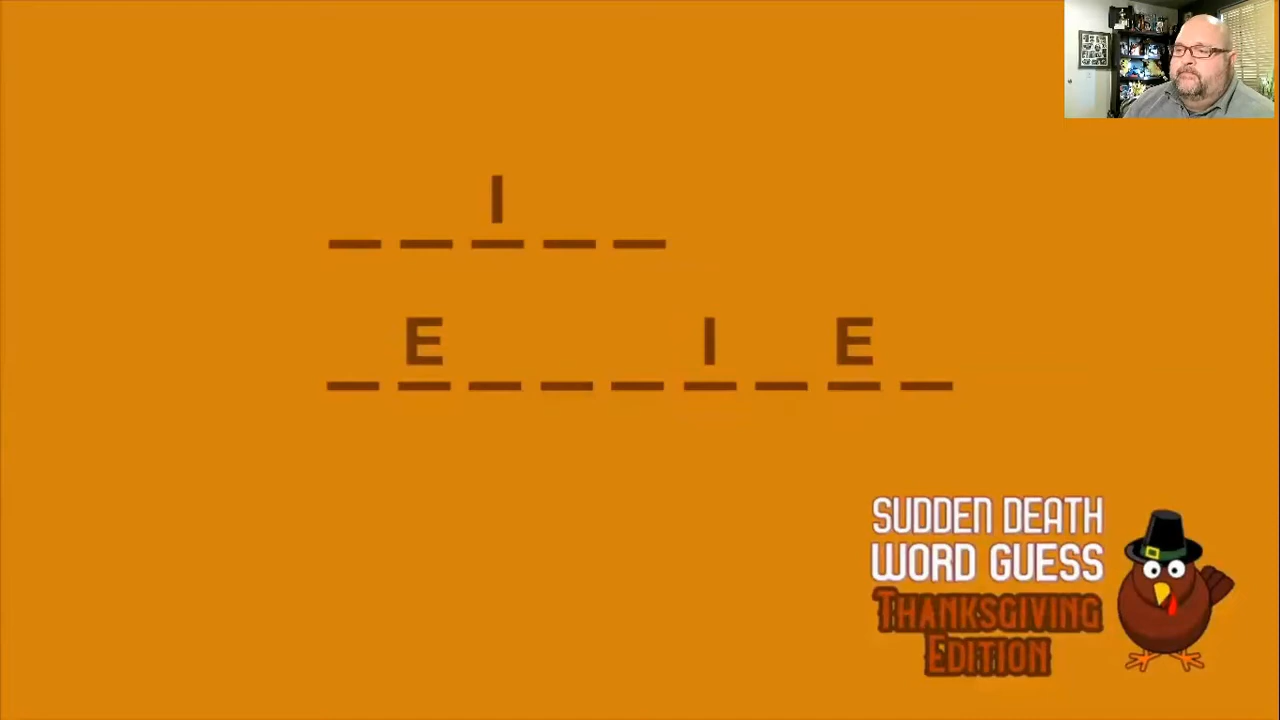 I
E I E
SUDDEN DEATH
WORD GUESS
THANKSGIVING
EDITION